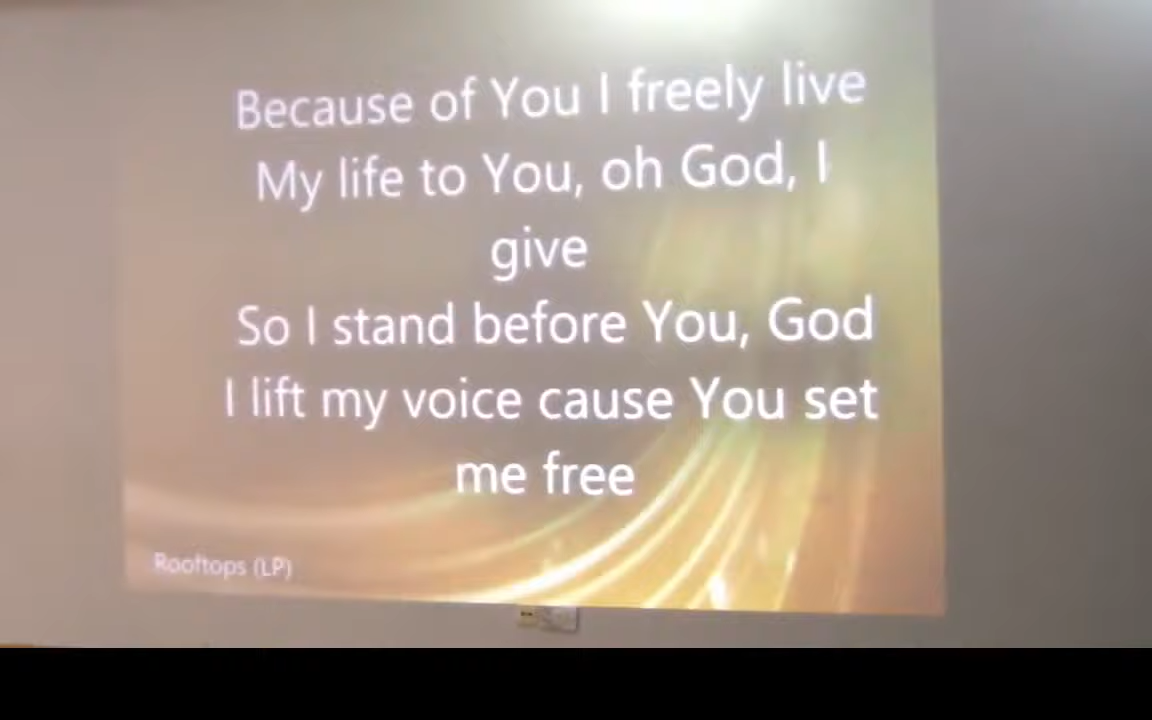 Because of You I freely live
My life to You, oh God, I
give
So I stand before You, God
I lift my voice cause You set
me free
Rooftops (LP)